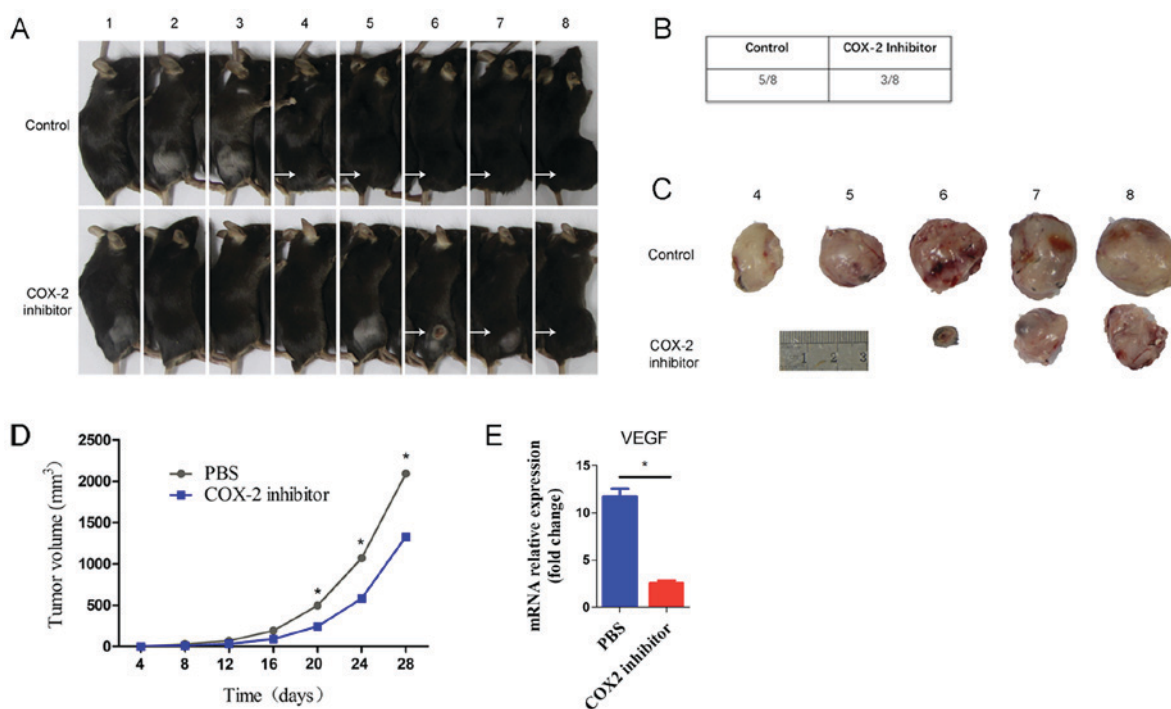 A
1 2 3 4 5 6 7 8
Control
COX-2
inhibitor
B
Control COX-2 Inhibitor
5/8 3/8
C
4 5 6 7 8
Control
COX-2
inhibitor
1 2 3
D
Tumor volume (mm³)
2500
2000
1500
1000
500
0
PBS
COX-2 inhibitor
*
*
*
4 8 12 16 20 24 28
Time (days)
E
VEGF
mRNA relative expression
(fold change)
15
10
5
0
*
PBS
COX2 inhibitor